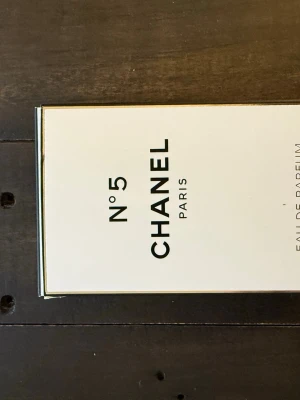 N°5
CHANEL
PARIS
EAU DE PARFUM